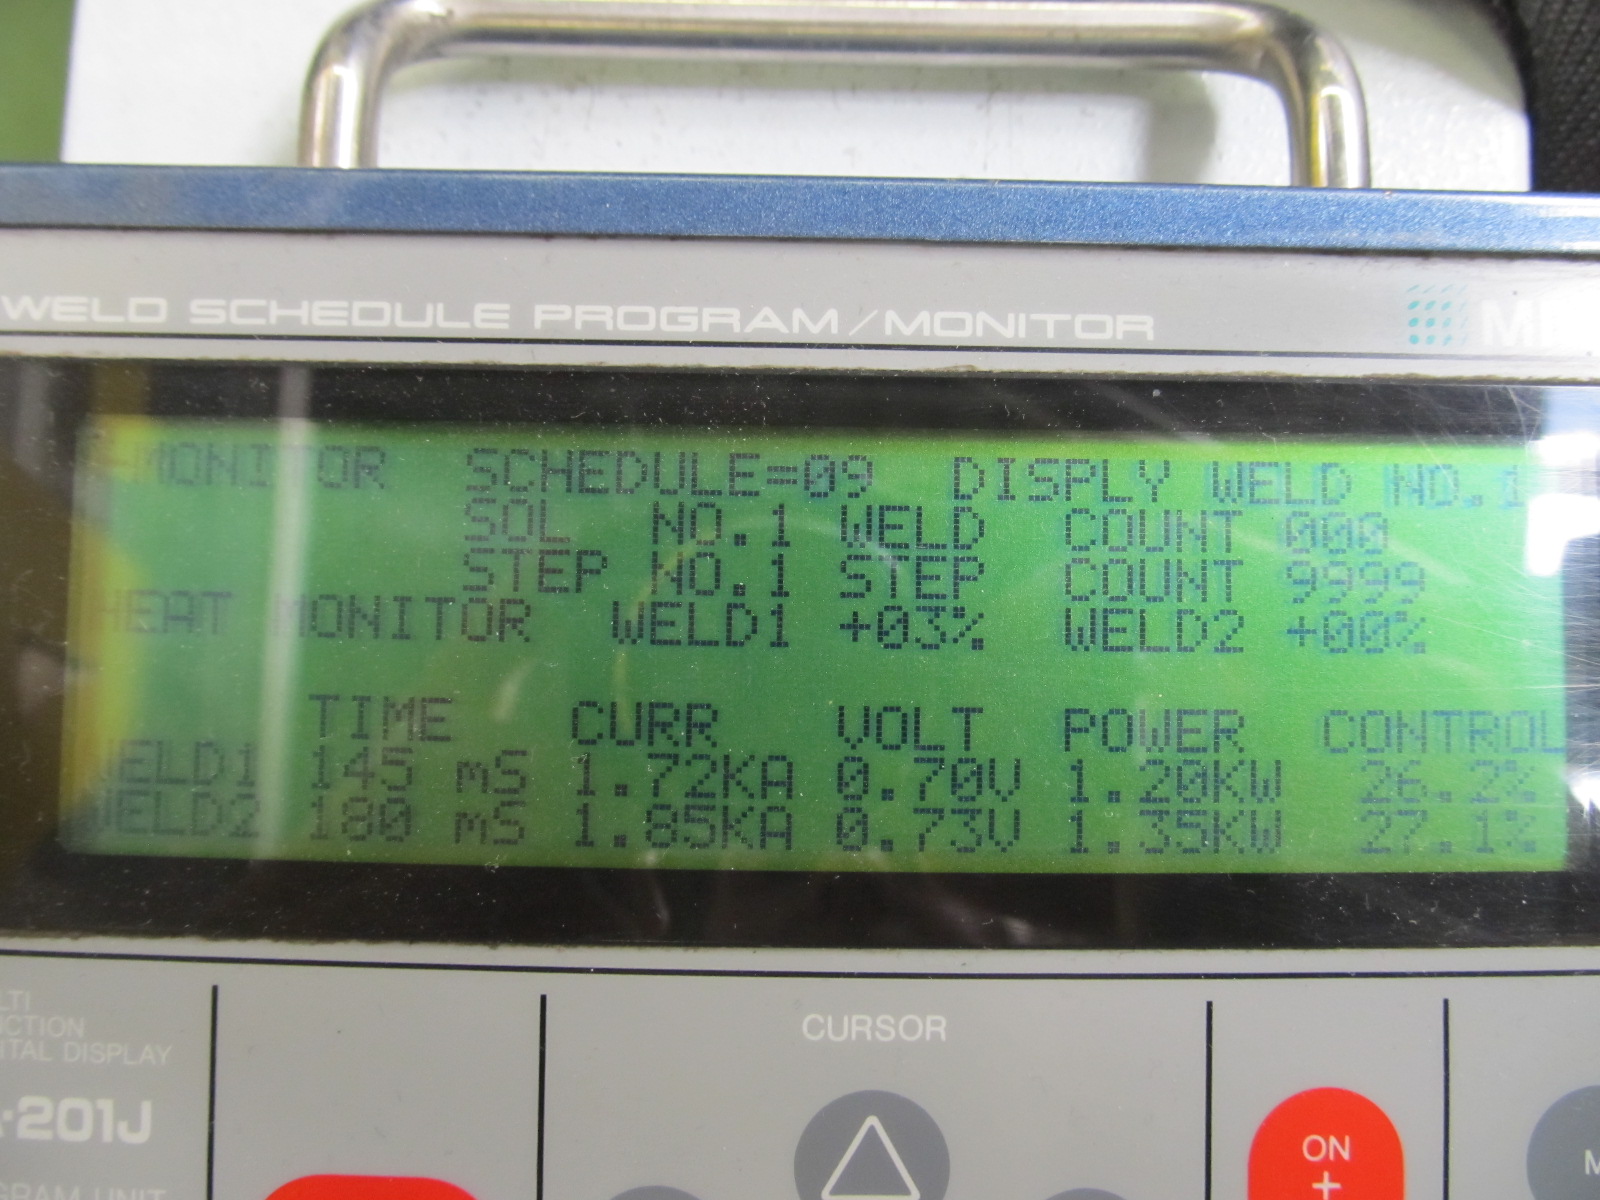 WELD SCHEDULE PROGRAM/MONITOR
MONITOR SCHEDULE=09 DISPLY WELD NO.1
SOL NO.1 WELD COUNT 000
STEP NO.1 STEP COUNT 9999
HEAT MONITOR WELD1 +03% WELD2 +00%
TIME CURR VOLT POWER CONTROL
WELD1 145 mS 1.72KA 0.70V 1.20KW 26.2%
WELD2 180 mS 1.85KA 0.73V 1.35KW 27.1%
DISPLAY
201J
UNIT
CURSOR
ON
+